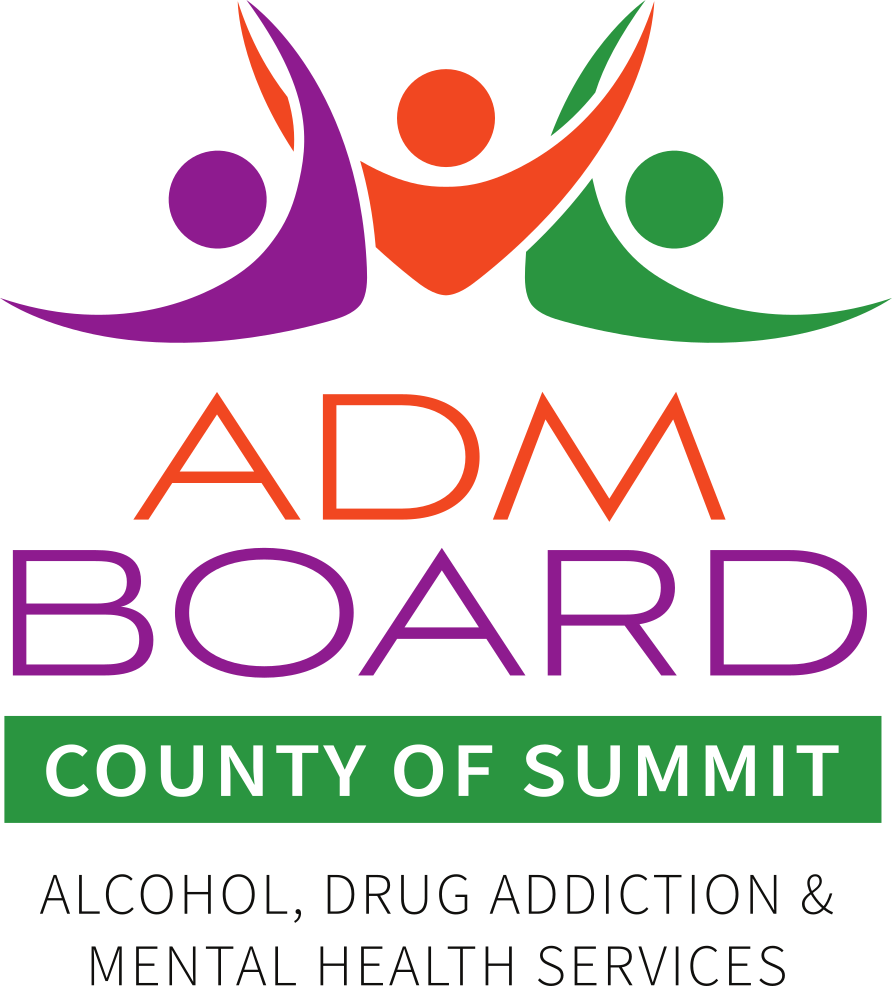 ADM
BOARD
COUNTY OF SUMMIT
ALCOHOL, DRUG ADDICTION &
MENTAL HEALTH SERVICES